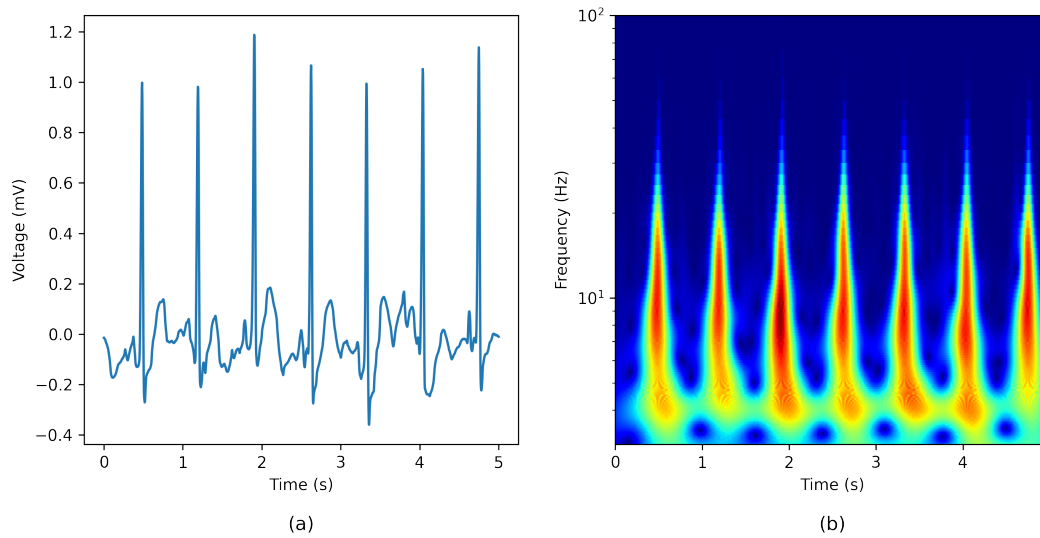 1.2
1.0
0.8
0.6
0.4
0.2
0.0
−0.2
−0.4
Voltage (mV)
0 1 2 3 4 5
Time (s)
(a)
10²
10¹
Frequency (Hz)
0 1 2 3 4
Time (s)
(b)